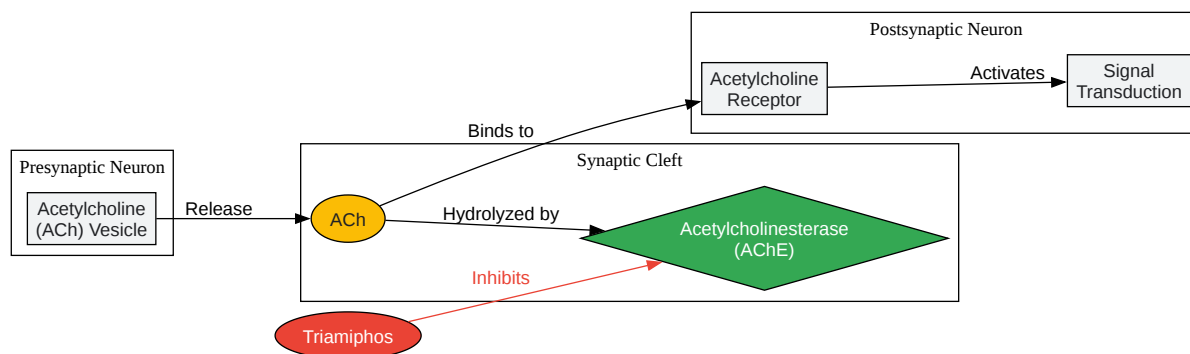 Postsynaptic Neuron
Acetylcholine
Receptor
Activates
Signal
Transduction
Binds to
Presynaptic Neuron
Acetylcholine
(ACh) Vesicle
Release
Synaptic Cleft
ACh
Hydrolyzed by
Acetylcholinesterase
(AChE)
Inhibits
Triamiphos